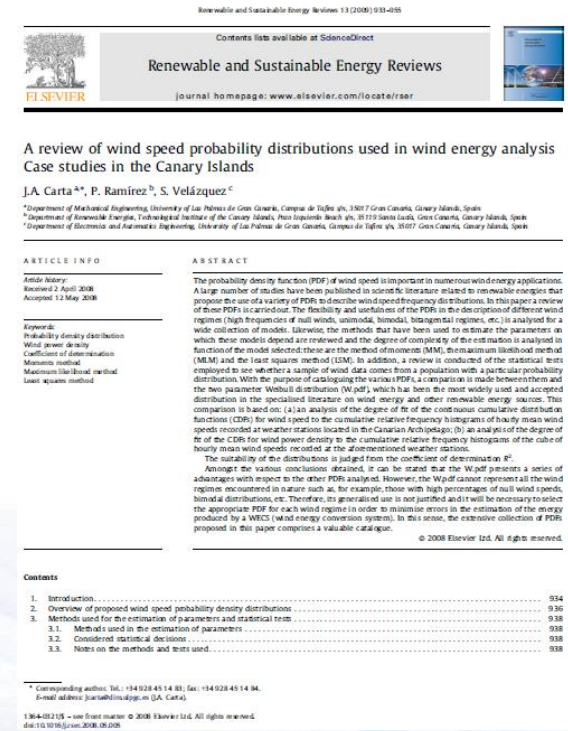 Renewable and Sustainable Energy Reviews 13 (2009) 933–955
Contents lists available at ScienceDirect
Renewable and Sustainable Energy Reviews
journal homepage: www.elsevier.com/locate/rser
ELSEVIER
A review of wind speed probability distributions used in wind energy analysis
Case studies in the Canary Islands
J.A. Carta a,*, P. Ramírez b, S. Velázquez c
a Department of Mechanical Engineering, University of Las Palmas de Gran Canaria, Campus de Tafira s/n, 35017 Gran Canaria, Canary Islands, Spain
b Department of Renewable Energies, Technological Institute of the Canary Islands, Pozo Izquierdo Beach s/n, 35119 Santa Lucía, Gran Canaria, Canary Islands, Spain
c Department of Electronics and Automatics Engineering, University of Las Palmas de Gran Canaria, Campus de Tafira s/n, 35017 Gran Canaria, Canary Islands, Spain
ARTICLE INFO
Article history:
Received 2 April 2008
Accepted 12 May 2008
Keywords:
Probability density distribution
Wind power density
Coefficient of determination
Moments method
Maximum likelihood method
Least squares method
ABSTRACT
The probability density function (PDF) of wind speed is important in numerous wind energy applications.
A large number of studies have been published in scientific literature related to renewable energies that
propose the use of a variety of PDFs to describe wind speed frequency distributions. In this paper a review
of these PDFs is carried out. The flexibility and usefulness of the PDFs in the description of different wind
regimes (high frequencies of null winds, unimodal, bimodal, bitangential regimes, etc.) is analysed for a
wide collection of models. Likewise, the methods that have been used to estimate the parameters on
which these models depend are reviewed and the degree of complexity of the estimation is analysed in
function of the model selected: these are the method of moments (MM), the maximum likelihood method
(MLM) and the least squares method (LSM). In addition, a review is conducted of the statistical tests
employed to see whether a sample of wind data comes from a population with a particular probability
distribution. With the purpose of cataloguing the various PDFs, a comparison is made between them and
the two parameter Weibull distribution (W.pdf), which has been the most widely used and accepted
distribution in the specialised literature on wind energy and other renewable energy sources. This
comparison is based on: (a) an analysis of the degree of fit of the continuous cumulative distribution
functions (CDFs) for wind speed to the cumulative relative frequency histograms of hourly mean wind
speeds recorded at weather stations located in the Canarian Archipelago; (b) an analysis of the degree of
fit of the CDFs for wind power density to the cumulative relative frequency histograms of the cube of
hourly mean wind speeds recorded at the aforementioned weather stations.
The suitability of the distributions is judged from the coefficient of determination R².
Amongst the various conclusions obtained, it can be stated that the W.pdf presents a series of
advantages with respect to the other PDFs analysed. However, the W.pdf cannot represent all the wind
regimes encountered in nature such as, for example, those with high percentages of null wind speeds,
bimodal distributions, etc. Therefore, its generalised use is not justified and it will be necessary to select
the appropriate PDF for each wind regime in order to minimise errors in the estimation of the energy
produced by a WECS (wind energy conversion system). In this sense, the extensive collection of PDFs
proposed in this paper comprises a valuable catalogue.
© 2008 Elsevier Ltd. All rights reserved.
Contents
1. Introduction 934
2. Overview of proposed wind speed probability density distributions 936
3. Methods used for the estimation of parameters and statistical tests 938
3.1. Methods used in the estimation of parameters 938
3.2. Considered statistical decisions 938
3.3. Notes on the methods and tests used 938
* Corresponding author. Tel.: +34 928 45 14 83; fax: +34 928 45 14 84.
E-mail address: jcarta@dim.ulpgc.es (J.A. Carta).
1364-0321/$ – see front matter © 2008 Elsevier Ltd. All rights reserved.
doi:10.1016/j.rser.2008.05.005